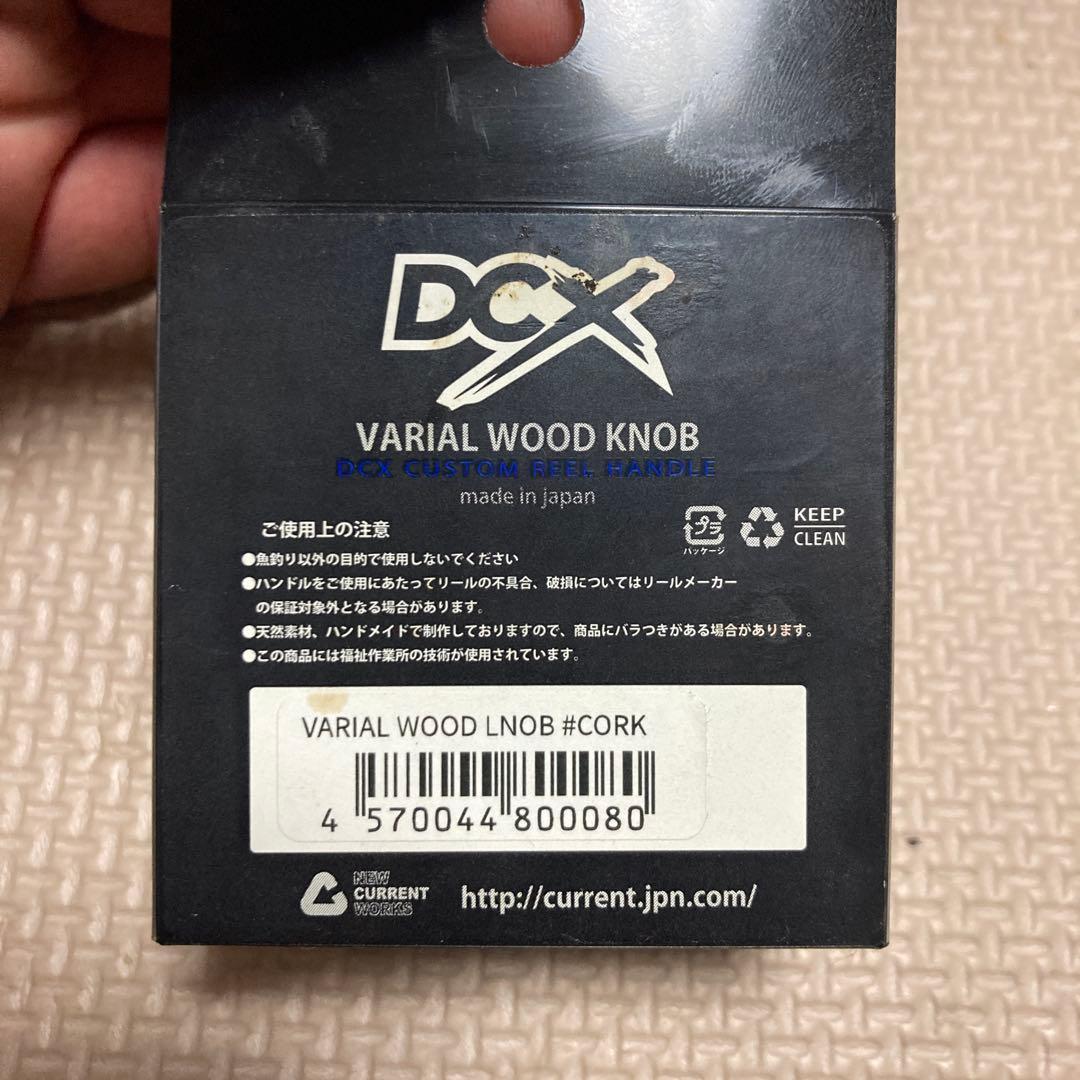 DCX
VARIAL WOOD KNOB
DCX CUSTOM REEL HANDLE
made in japan
ご使用上の注意
プラ
パッケージ
KEEP
CLEAN
●魚釣り以外の目的で使用しないでください
●ハンドルをご使用にあたってリールの不具合、破損についてはリールメーカー
の保証対象外となる場合があります。
●天然素材、ハンドメイドで制作しておりますので、商品にバラつきがある場合があります。
●この商品には福祉作業所の技術が使用されています。
VARIAL WOOD LNOB #CORK
4 570044 800080
NEW
CURRENT
WORKS
http://current.jpn.com/